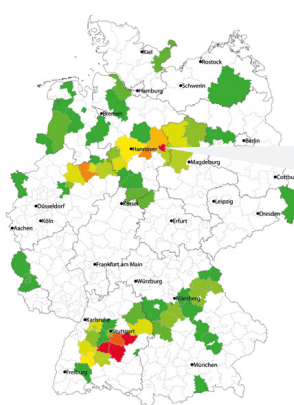 Kiel
Rostock
Hamburg
Schwerin
Bremen
Berlin
Hannover
Magdeburg
Cottbu
Düsseldorf
Kassel
Leipzig
Köln
Dresden
Aachen
Erfurt
Frankfurt am Main
Würzburg
Nürnberg
Karlsruhe
Stuttgart
München
Freiburg